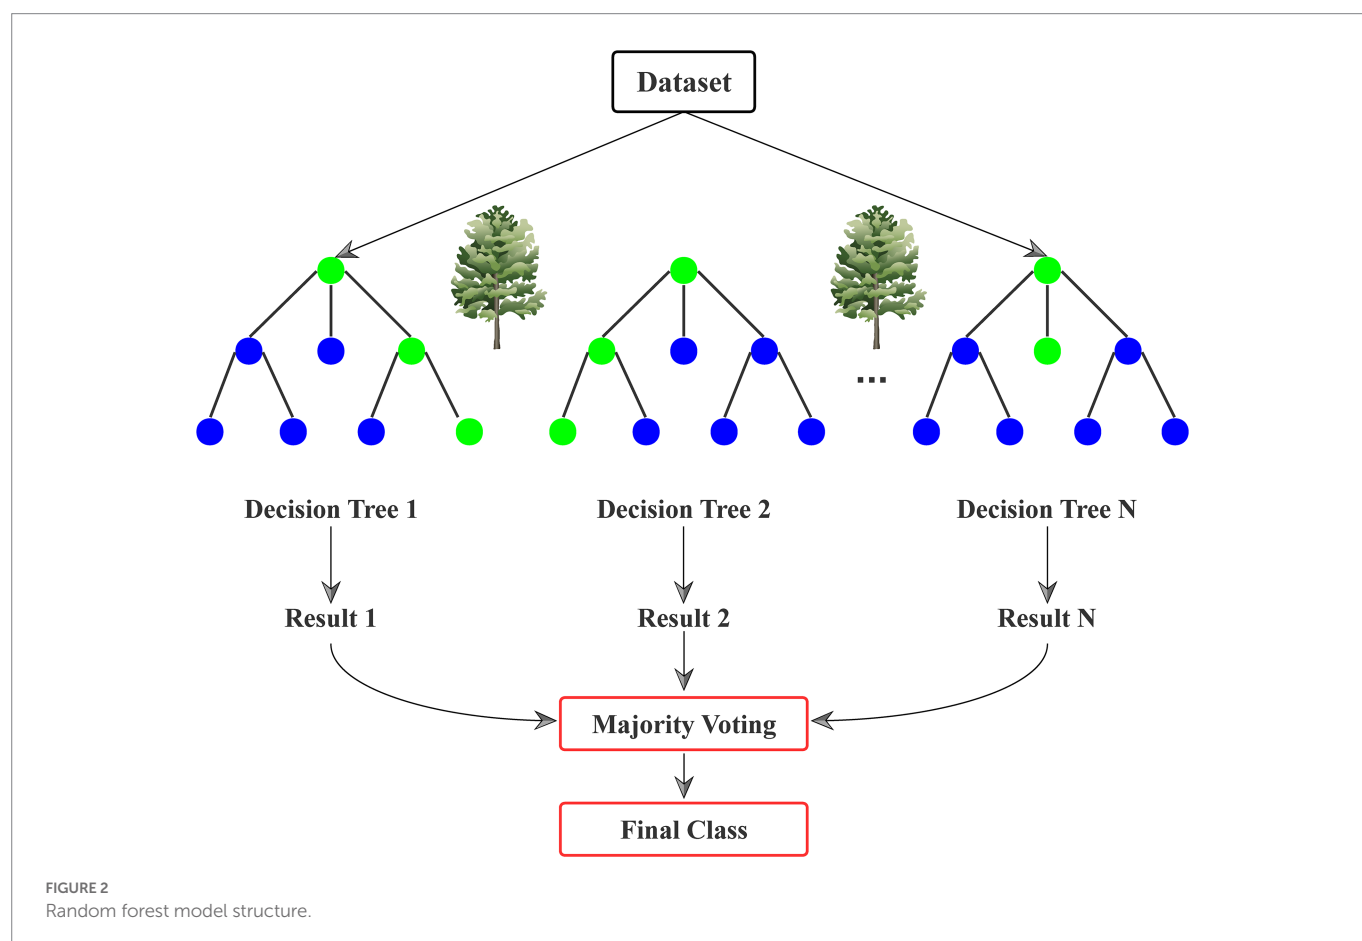 Dataset
...
Decision Tree 1
Decision Tree 2
Decision Tree N
Result 1
Result 2
Result N
Majority Voting
Final Class
FIGURE 2
Random forest model structure.